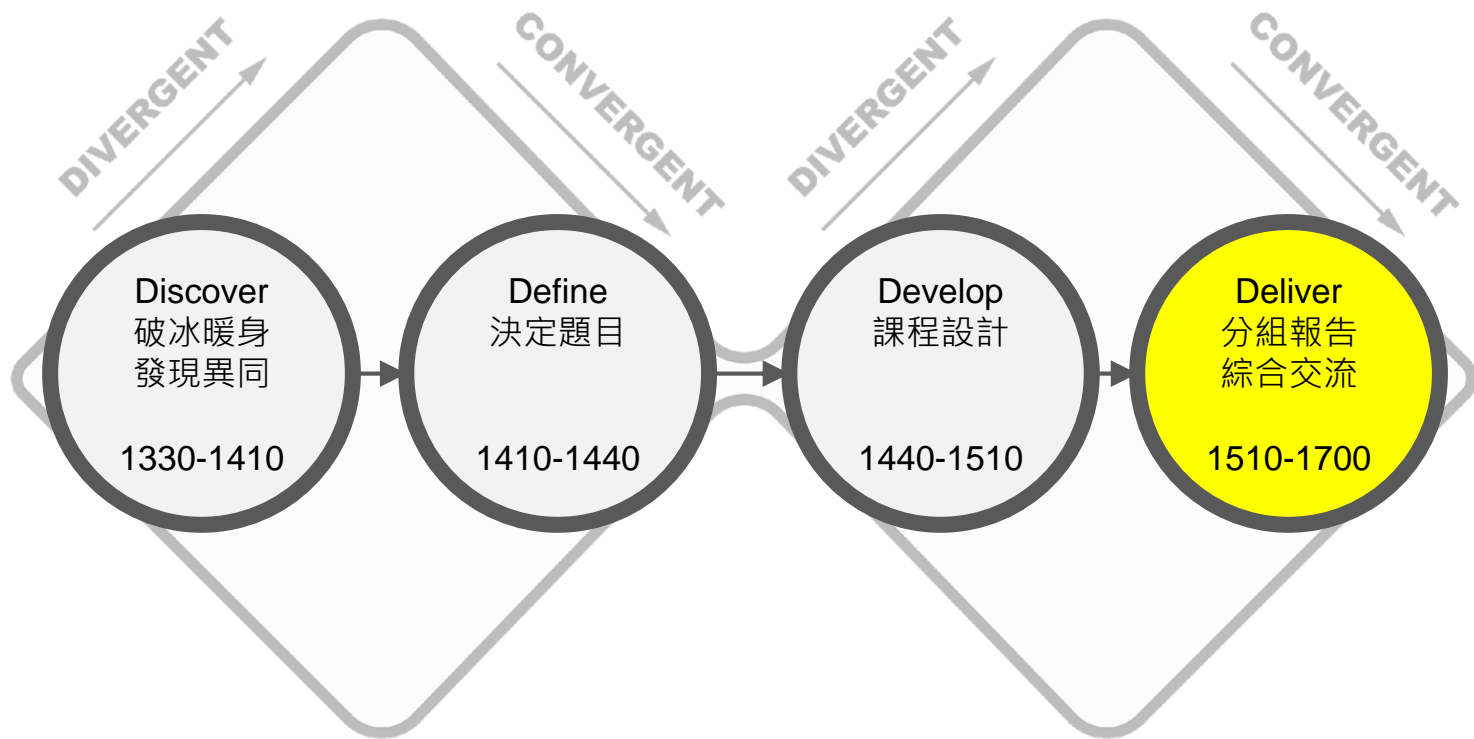 DIVERGENT
CONVERGENT
DIVERGENT
CONVERGENT
Discover
破冰暖身
發現異同
1330-1410
Define
決定題目
1410-1440
Develop
課程設計
1440-1510
Deliver
分組報告
綜合交流
1510-1700